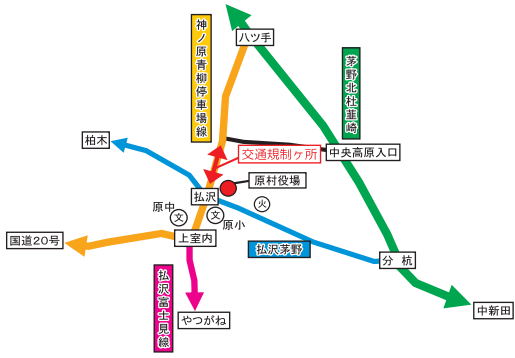 神ノ原青柳停車場線
八ツ手
茅野北杜韮崎
柏木
交通規制ヶ所
中央高原入口
原村役場
払沢
火
原中
文
文
原小
国道20号
上室内
払沢茅野
分 杭
払沢富士見線
やつがね
中新田